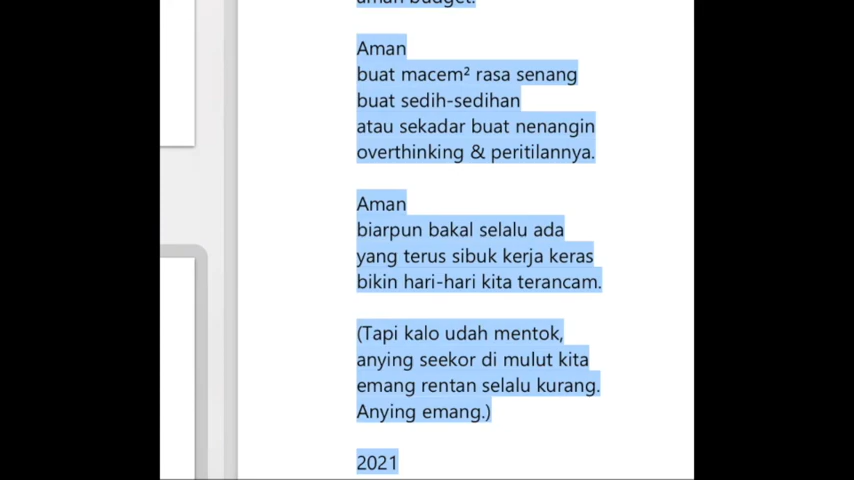 aman budget.
Aman
buat macem² rasa senang
buat sedih-sedihan
atau sekadar buat nenangin
overthinking & peritilannya.
Aman
biarpun bakal selalu ada
yang terus sibuk kerja keras
bikin hari-hari kita terancam.
(Tapi kalo udah mentok,
anying seekor di mulut kita
emang rentan selalu kurang.
Anying emang.)
2021